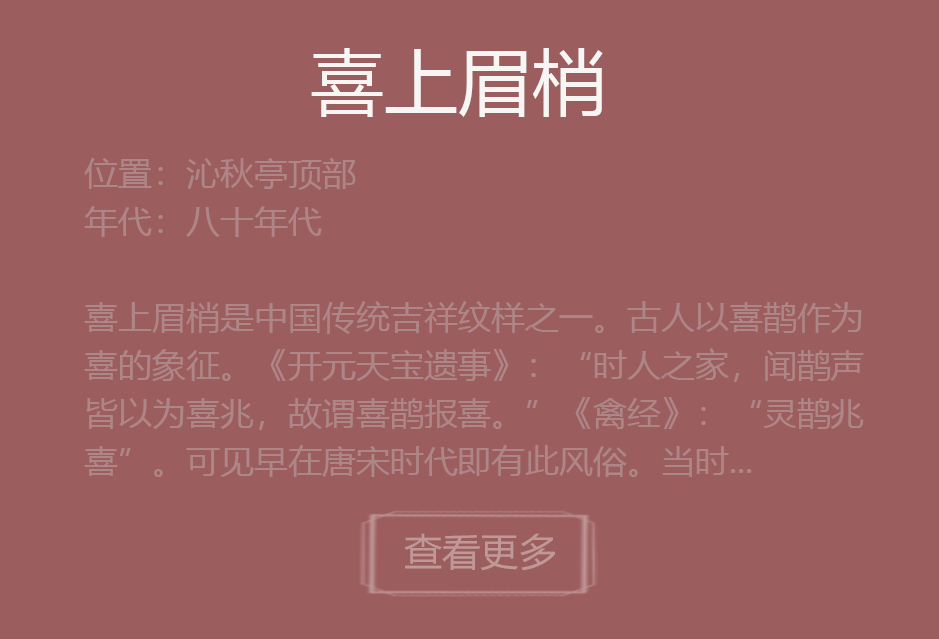 喜上眉梢
位置：沁秋亭顶部
年代：八十年代
喜上眉梢是中国传统吉祥纹样之一。古人以喜鹊作为
喜的象征。《开元天宝遗事》：“时人之家，闻鹊声
皆以为喜兆，故谓喜鹊报喜。”《禽经》：“灵鹊兆
喜”。可见早在唐宋时代即有此风俗。当时...
查看更多